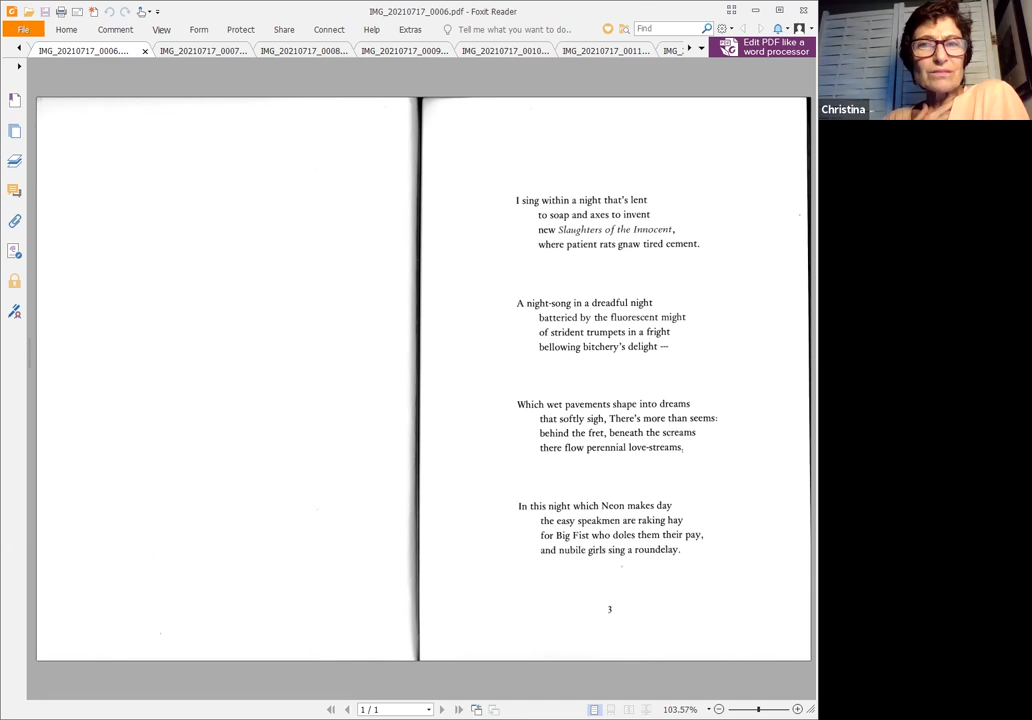 IMG_20210717_0006.pdf - Foxit Reader
File Home Comment View Form Protect Share Connect Help Extras Tell me what you want to do.. Find
IMG_20210717_0006.... IMG_20210717_0007... IMG_20210717_0008... IMG_20210717_0009... IMG_20210717_0010... IMG_20210717_0011... IMG_:
Edit PDF like a
word processor
Christina
I sing within a night that's lent
to soap and axes to invent
new Slaughters of the Innocent,
where patient rats gnaw tired cement.
A night-song in a dreadful night
batteried by the fluorescent might
of strident trumpets in a fright
bellowing bitchery's delight ---
Which wet pavements shape into dreams
that softly sigh, There's more than seems:
behind the fret, beneath the screams
there flow perennial love-streams,
In this night which Neon makes day
the easy speakmen are raking hay
for Big Fist who doles them their pay,
and nubile girls sing a roundelay.
3
1 / 1
103.57%